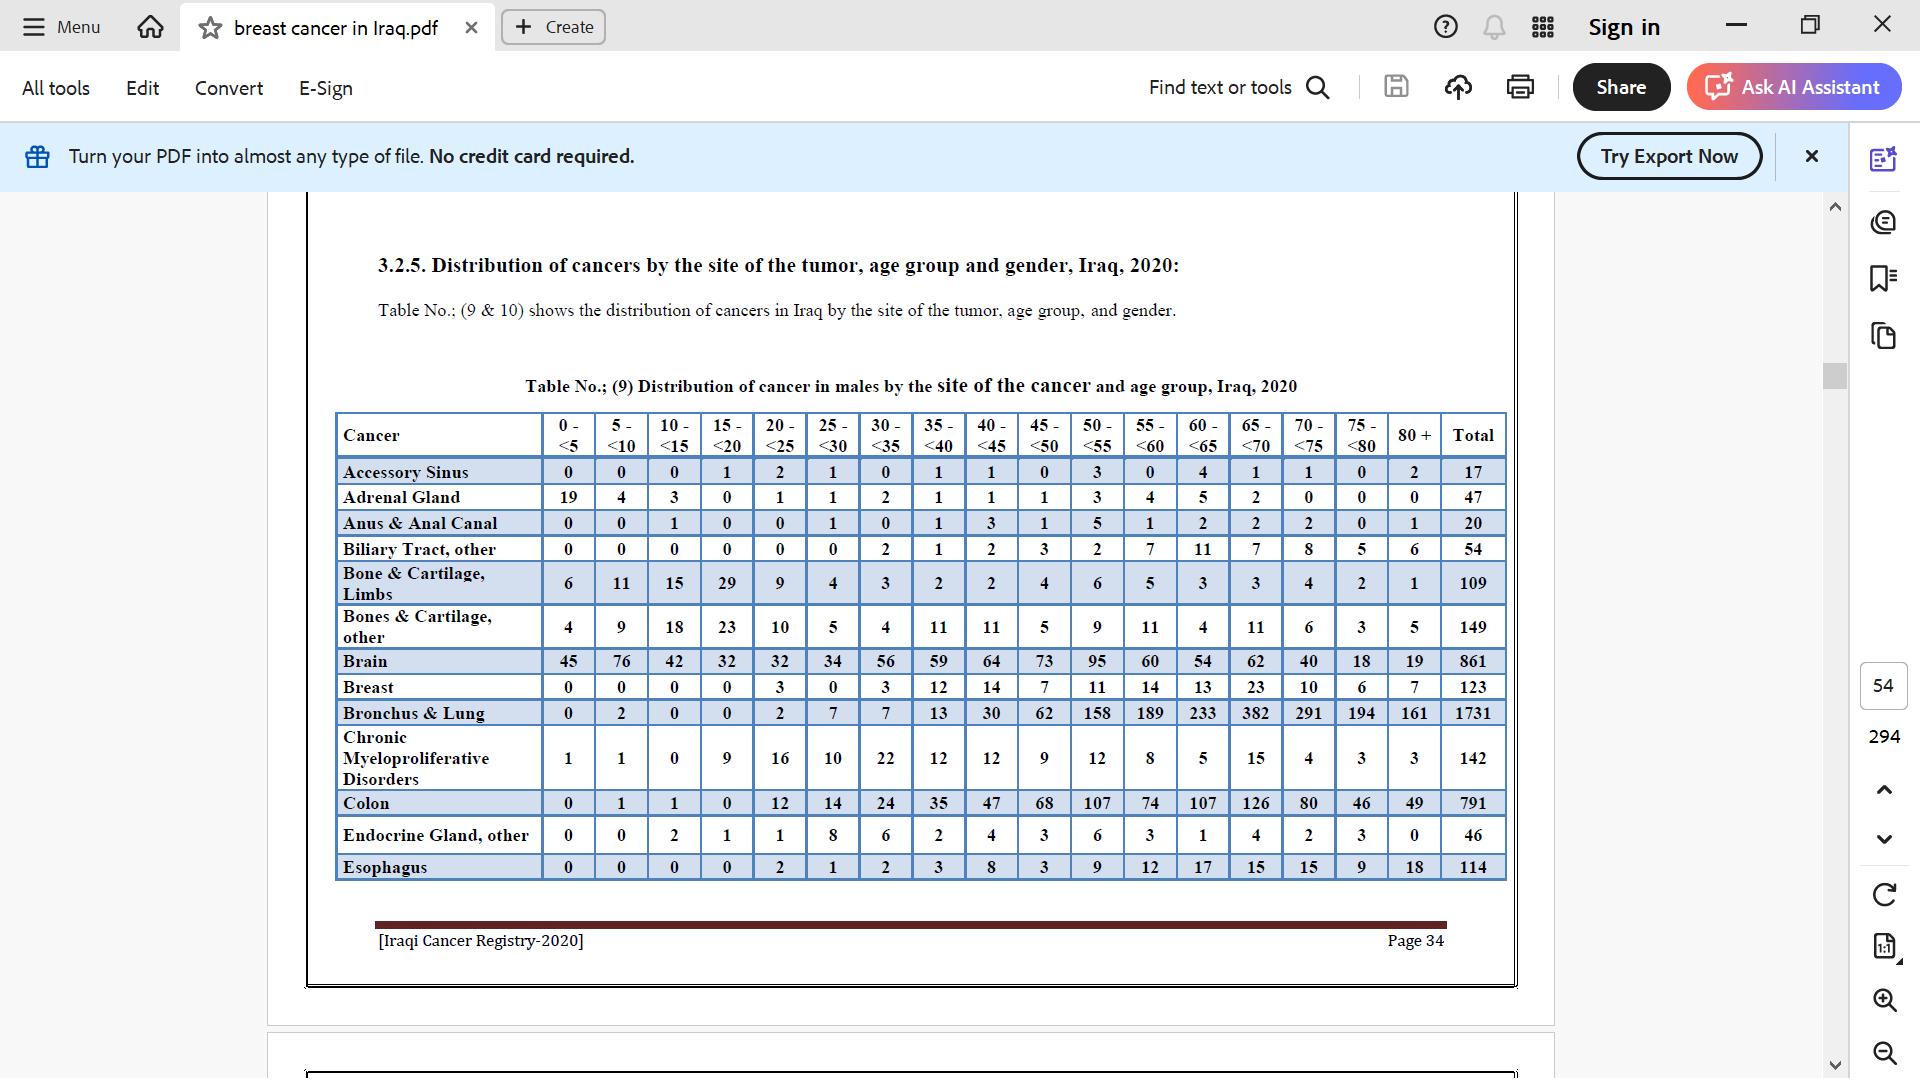 Menu
breast cancer in Iraq.pdf
Create
Sign in
All tools
Edit
Convert
E-Sign
Find text or tools
Share
Ask AI Assistant
Turn your PDF into almost any type of file. No credit card required.
Try Export Now
3.2.5. Distribution of cancers by the site of the tumor, age group and gender, Iraq, 2020:
Table No.; (9 & 10) shows the distribution of cancers in Iraq by the site of the tumor, age group, and gender.
Table No.; (9) Distribution of cancer in males by the site of the cancer and age group, Iraq, 2020
Cancer 0 - <5 5 - <10 10 - <15 15 - <20 20 - <25 25 - <30 30 - <35 35 - <40 40 - <45 45 - <50 50 - <55 55 - <60 60 - <65 65 - <70 70 - <75 75 - <80 80 + Total
Accessory Sinus 0 0 0 1 2 1 0 1 1 0 3 0 4 1 1 0 2 17
Adrenal Gland 19 4 3 0 1 1 2 1 1 1 3 4 5 2 0 0 0 47
Anus & Anal Canal 0 0 1 0 0 1 0 1 3 1 5 1 2 2 2 0 1 20
Biliary Tract, other 0 0 0 0 0 0 2 1 2 3 2 7 11 7 8 5 6 54
Bone & Cartilage, Limbs 6 11 15 29 9 4 3 2 2 4 6 5 3 3 4 2 1 109
Bones & Cartilage, other 4 9 18 23 10 5 4 11 11 5 9 11 4 11 6 3 5 149
Brain 45 76 42 32 32 34 56 59 64 73 95 60 54 62 40 18 19 861
Breast 0 0 0 0 3 0 3 12 14 7 11 14 13 23 10 6 7 123
Bronchus & Lung 0 2 0 0 2 7 7 13 30 62 158 189 233 382 291 194 161 1731
Chronic Myeloproliferative Disorders 1 1 0 9 16 10 22 12 12 9 12 8 5 15 4 3 3 142
Colon 0 1 1 0 12 14 24 35 47 68 107 74 107 126 80 46 49 791
Endocrine Gland, other 0 0 2 1 1 8 6 2 4 3 6 3 1 4 2 3 0 46
Esophagus 0 0 0 0 2 1 2 3 8 3 9 12 17 15 15 9 18 114
[Iraqi Cancer Registry-2020]
Page 34
54
294
1:1